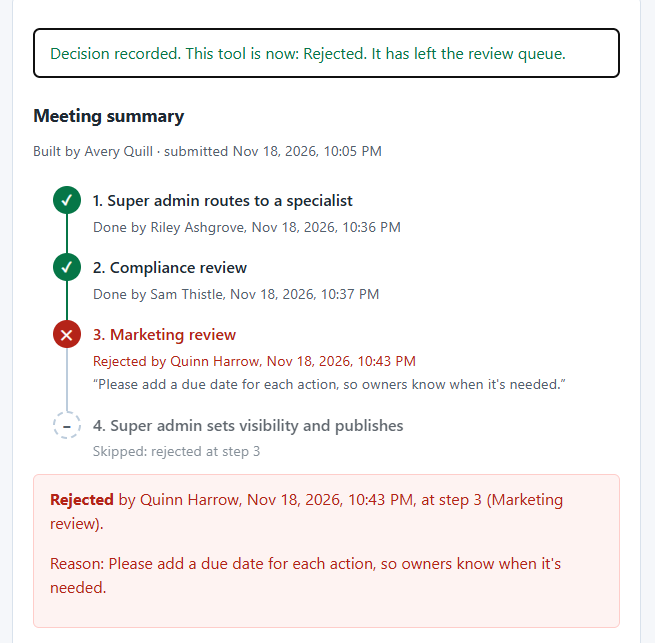 Decision recorded. This tool is now: Rejected. It has left the review queue.
Meeting summary
Built by Avery Quill · submitted Nov 18, 2026, 10:05 PM
1. Super admin routes to a specialist
Done by Riley Ashgrove, Nov 18, 2026, 10:36 PM
2. Compliance review
Done by Sam Thistle, Nov 18, 2026, 10:37 PM
3. Marketing review
Rejected by Quinn Harrow, Nov 18, 2026, 10:43 PM
“Please add a due date for each action, so owners know when it's needed.”
4. Super admin sets visibility and publishes
Skipped: rejected at step 3
Rejected by Quinn Harrow, Nov 18, 2026, 10:43 PM, at step 3 (Marketing
review).
Reason: Please add a due date for each action, so owners know when it's
needed.